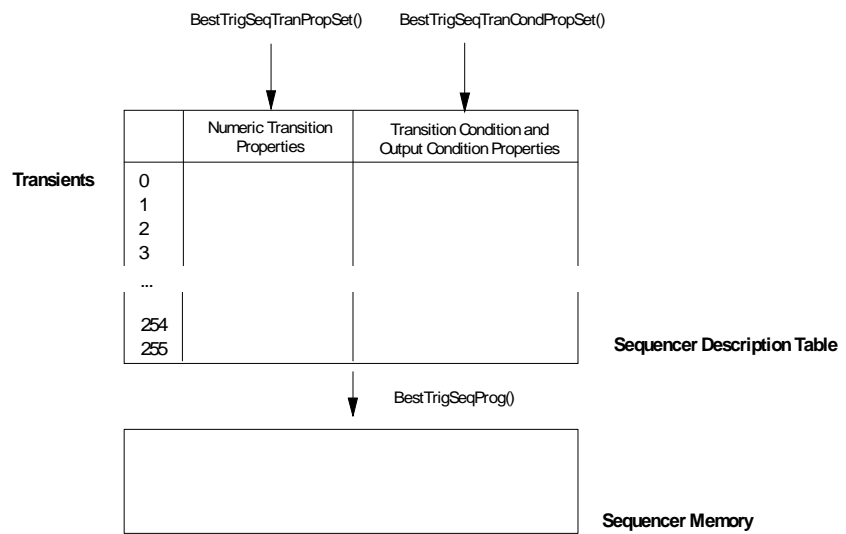 BestTrigSeqTranPropSet() BestTrigSeqTranCondPropSet()
Numeric Transition Properties
Transition Condition and Output Condition Properties
Transients
0
1
2
3
...
254
255
Sequencer Description Table
BestTrigSeqProg()
Sequencer Memory